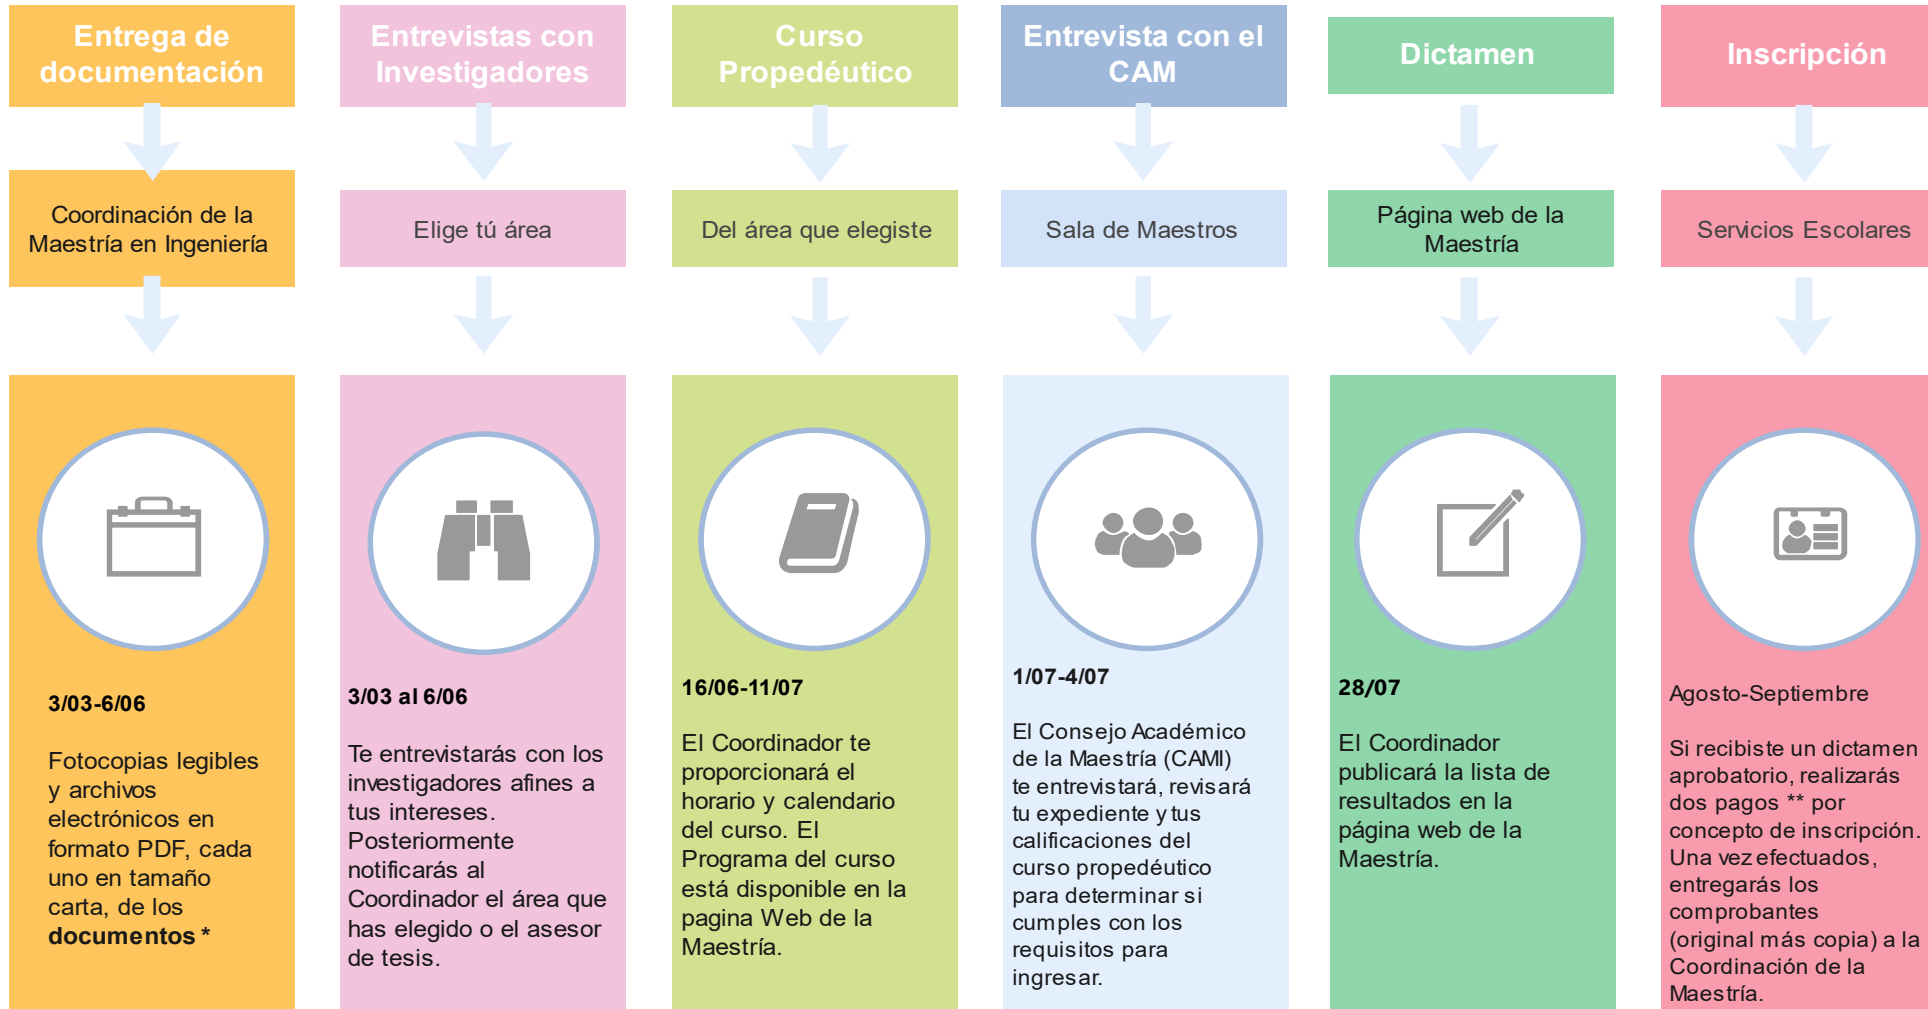 Entrega de
documentación
Coordinación de la
Maestría en Ingeniería
3/03-6/06
Fotocopias legibles
y archivos
electrónicos en
formato PDF, cada
uno en tamaño
carta, de los
documentos *
Entrevistas con
Investigadores
Elige tú área
3/03 al 6/06
Te entrevistarás con los
investigadores afines a
tus intereses.
Posteriormente
notificarás al
Coordinador el área que
has elegido o el asesor
de tesis.
Curso
Propedéutico
Del área que elegiste
16/06-11/07
El Coordinador te
proporcionará el
horario y calendario
del curso. El
Programa del curso
está disponible en la
pagina Web de la
Maestría.
Entrevista con el
CAM
Sala de Maestros
1/07-4/07
El Consejo Académico
de la Maestría (CAMI)
te entrevistará, revisará
tu expediente y tus
calificaciones del
curso propedéutico
para determinar si
cumples con los
requisitos para
ingresar.
Dictamen
Página web de la
Maestría
28/07
El Coordinador
publicará la lista de
resultados en la
página web de la
Maestría.
Inscripción
Servicios Escolares
Agosto-Septiembre
Si recibiste un dictamen
aprobatorio, realizarás
dos pagos ** por
concepto de inscripción.
Una vez efectuados,
entregarás los
comprobantes
(original más copia) a la
Coordinación de la
Maestría.